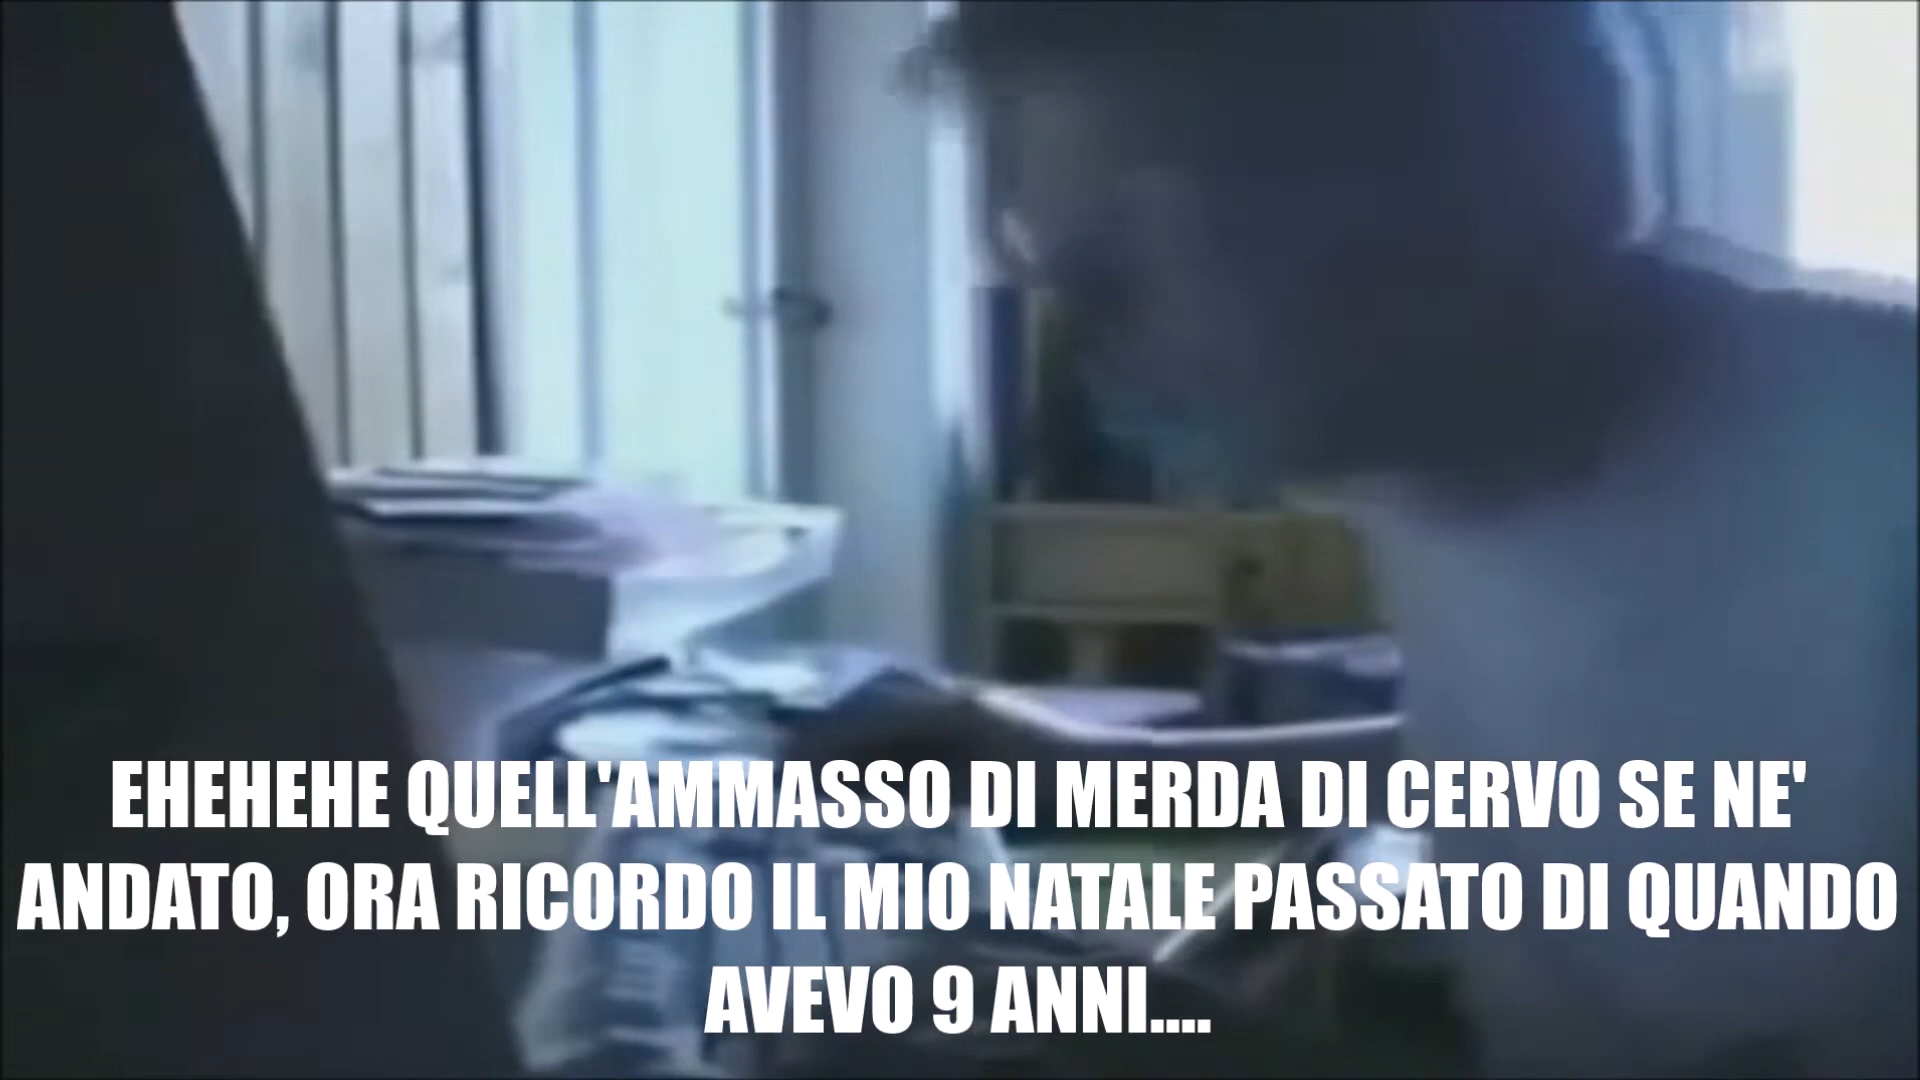 EHEHEHE QUELL'AMMASSO DI MERDA DI CERVO SE NE'
ANDATO, ORA RICORDO IL MIO NATALE PASSATO DI QUANDO
AVEVO 9 ANNI....